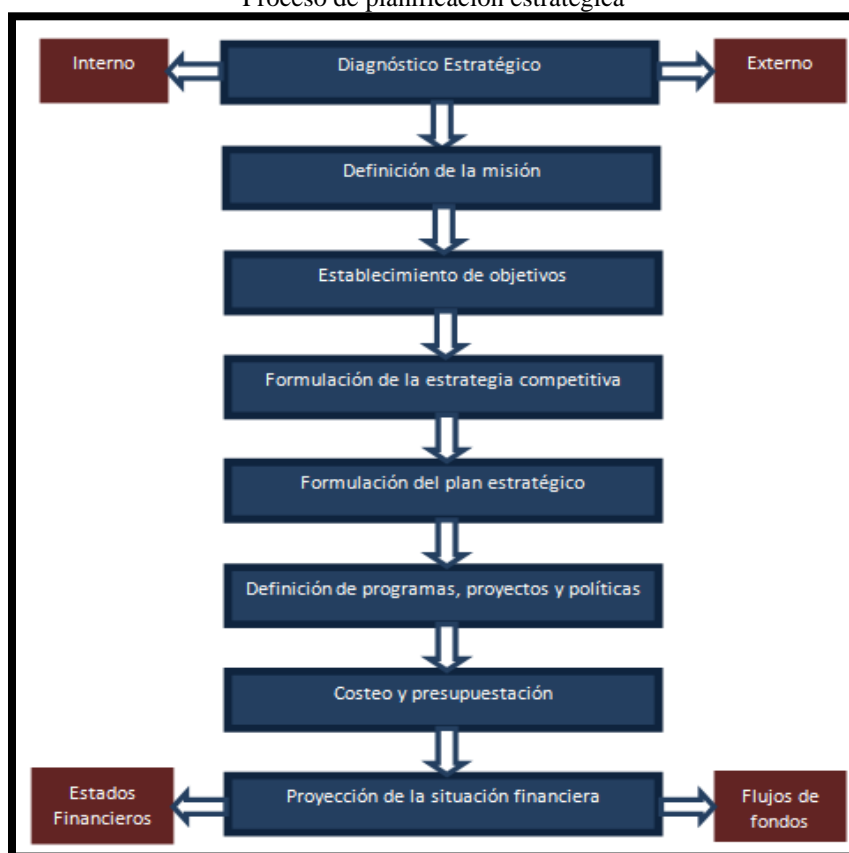 Proceso de planificación estratégica
Interno
Diagnóstico Estratégico
Externo
Definición de la misión
Establecimiento de objetivos
Formulación de la estrategia competitiva
Formulación del plan estratégico
Definición de programas, proyectos y políticas
Costeo y presupuestación
Estados
Financieros
Proyección de la situación financiera
Flujos de
fondos